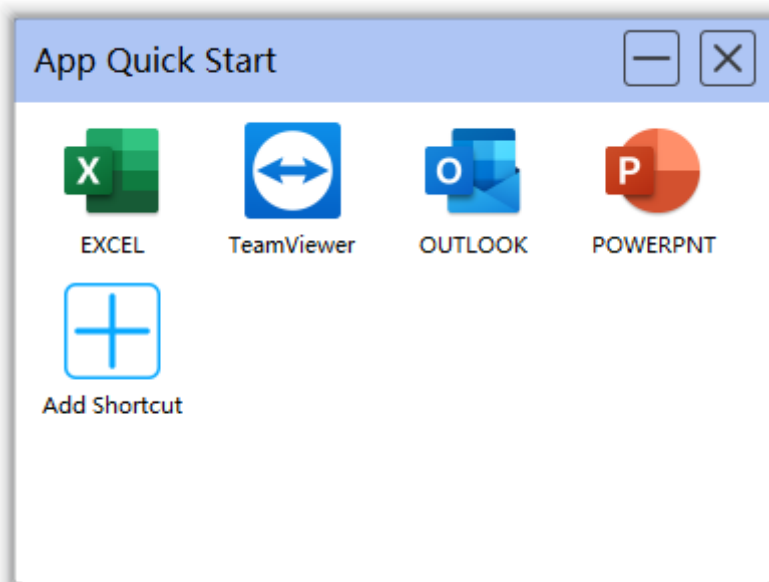 App Quick Start
X
O
P
EXCEL TeamViewer OUTLOOK POWERPNT
Add Shortcut